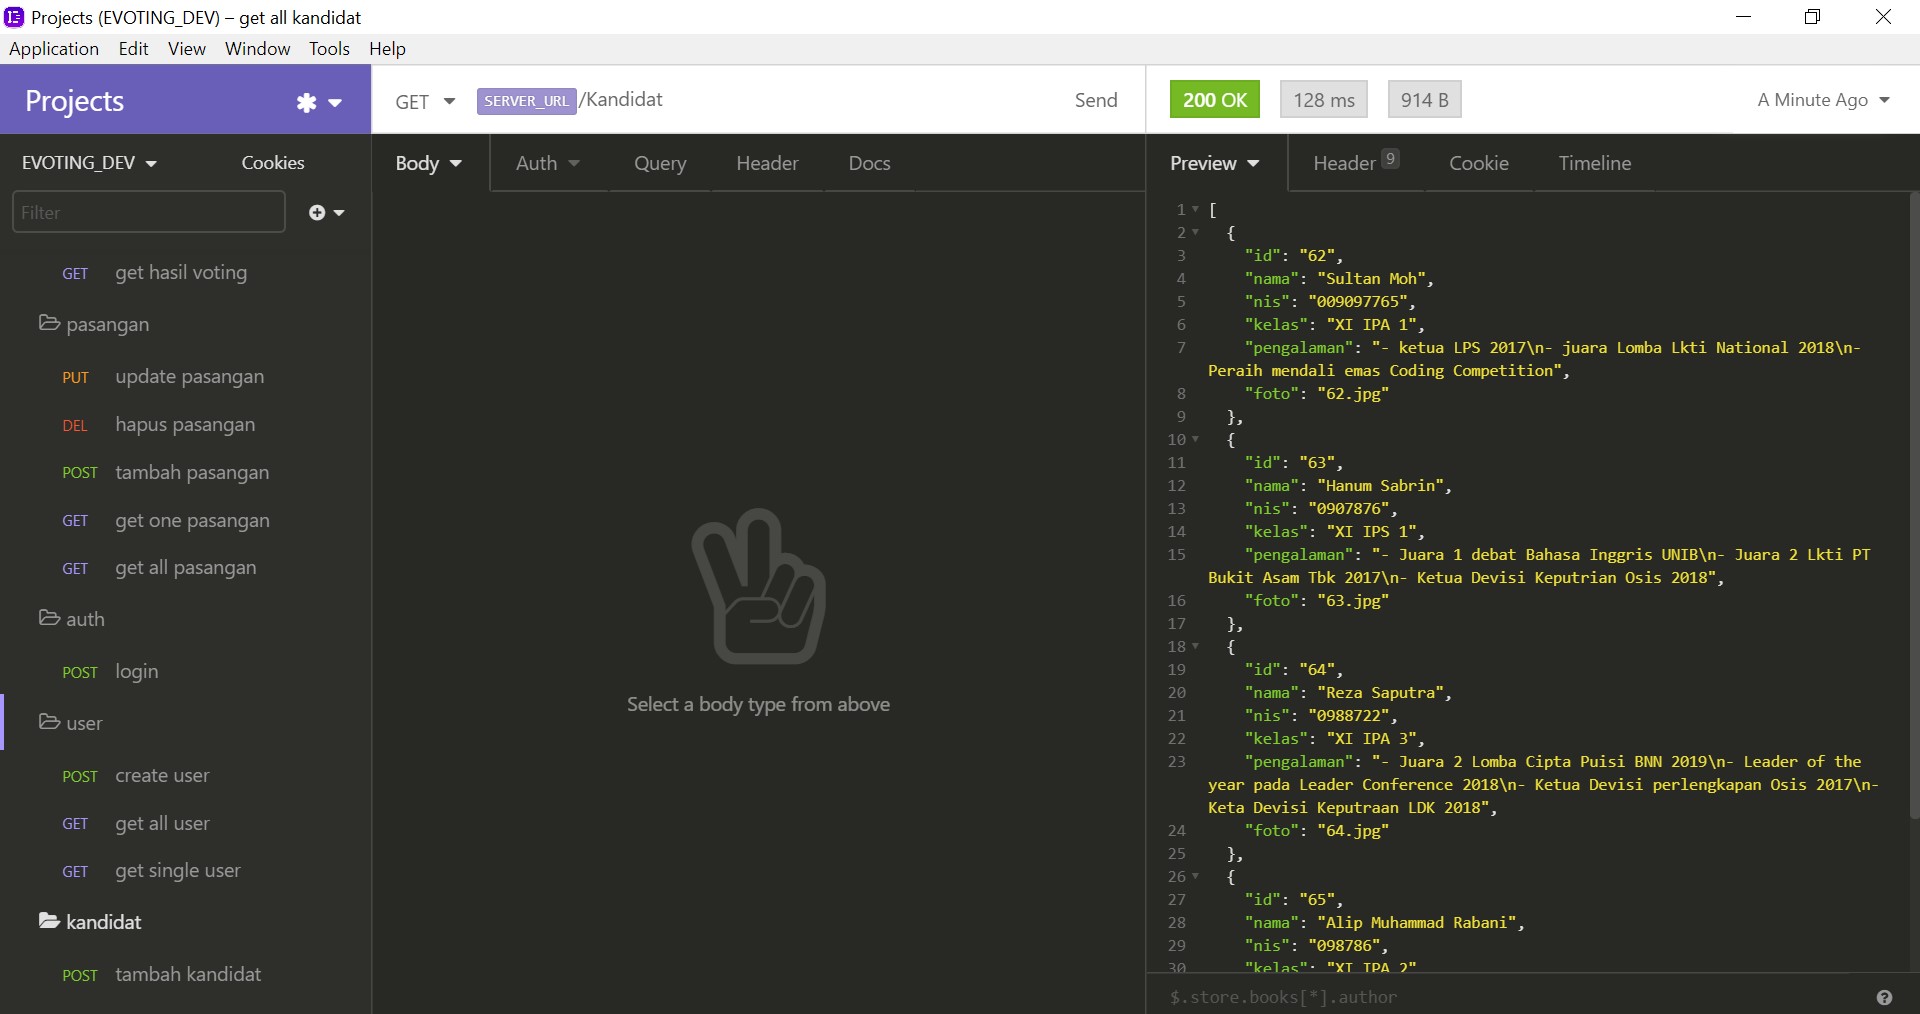 Projects (EVOTING_DEV) – get all kandidat
Application Edit View Window Tools Help
Projects
GET SERVER_URL /Kandidat Send
200 OK 128 ms 914 B A Minute Ago
EVOTING_DEV Cookies
Filter
GET get hasil voting
pasangan
PUT update pasangan
DEL hapus pasangan
POST tambah pasangan
GET get one pasangan
GET get all pasangan
auth
POST login
user
POST create user
GET get all user
GET get single user
kandidat
POST tambah kandidat
Body Auth Query Header Docs
Select a body type from above
Preview Header 9 Cookie Timeline
1 [
2 {
3 "id": "62",
4 "nama": "Sultan Moh",
5 "nis": "009097765",
6 "kelas": "XI IPA 1",
7 "pengalaman": "- ketua LPS 2017\n- juara Lomba Lkti National 2018\n-
Peraih mendali emas Coding Competition",
8 "foto": "62.jpg"
9 },
10 {
11 "id": "63",
12 "nama": "Hanum Sabrin",
13 "nis": "0907876",
14 "kelas": "XI IPS 1",
15 "pengalaman": "- Juara 1 debat Bahasa Inggris UNIB\n- Juara 2 Lkti PT
Bukit Asam Tbk 2017\n- Ketua Devisi Keputrian Osis 2018",
16 "foto": "63.jpg"
17 },
18 {
19 "id": "64",
20 "nama": "Reza Saputra",
21 "nis": "0988722",
22 "kelas": "XI IPA 3",
23 "pengalaman": "- Juara 2 Lomba Cipta Puisi BNN 2019\n- Leader of the
year pada Leader Conference 2018\n- Ketua Devisi perlengkapan Osis 2017\n-
Keta Devisi Keputraan LDK 2018",
24 "foto": "64.jpg"
25 },
26 {
27 "id": "65",
28 "nama": "Alip Muhammad Rabani",
29 "nis": "098786",
30 "kelas": "XI IPA 2"
$.store.books[*].author